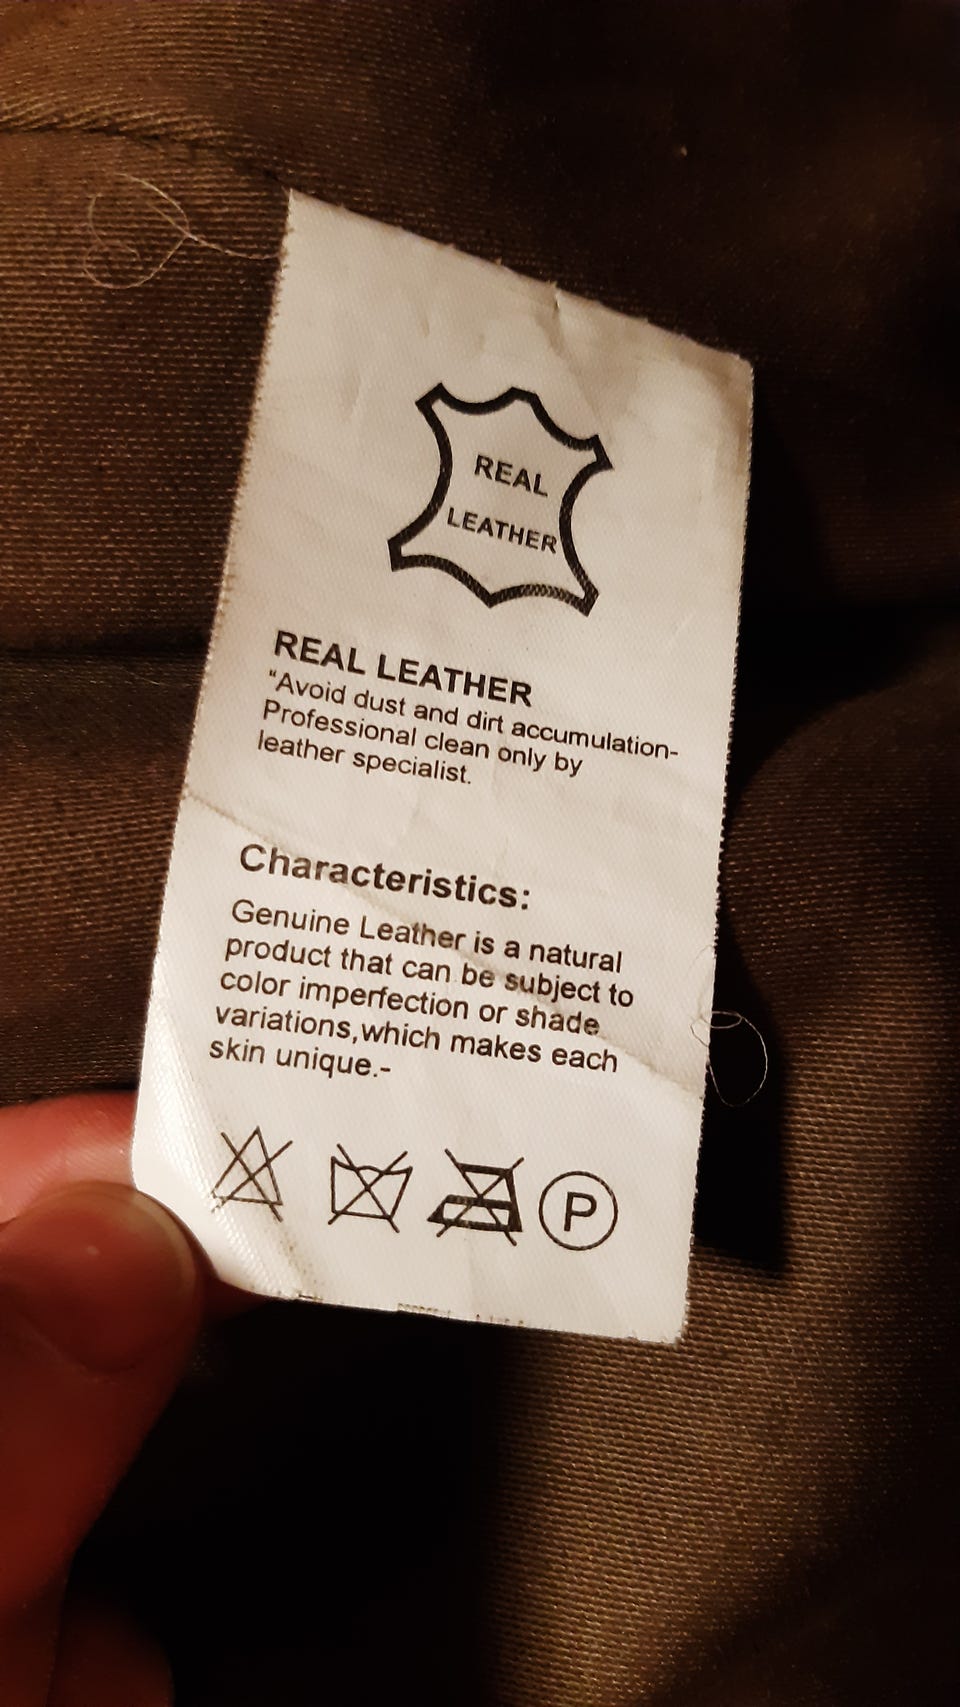 REAL
LEATHER
REAL LEATHER
“Avoid dust and dirt accumulation-
Professional clean only by
leather specialist.
Characteristics:
Genuine Leather is a natural
product that can be subject to
color imperfection or shade
variations,which makes each
skin unique.-
P